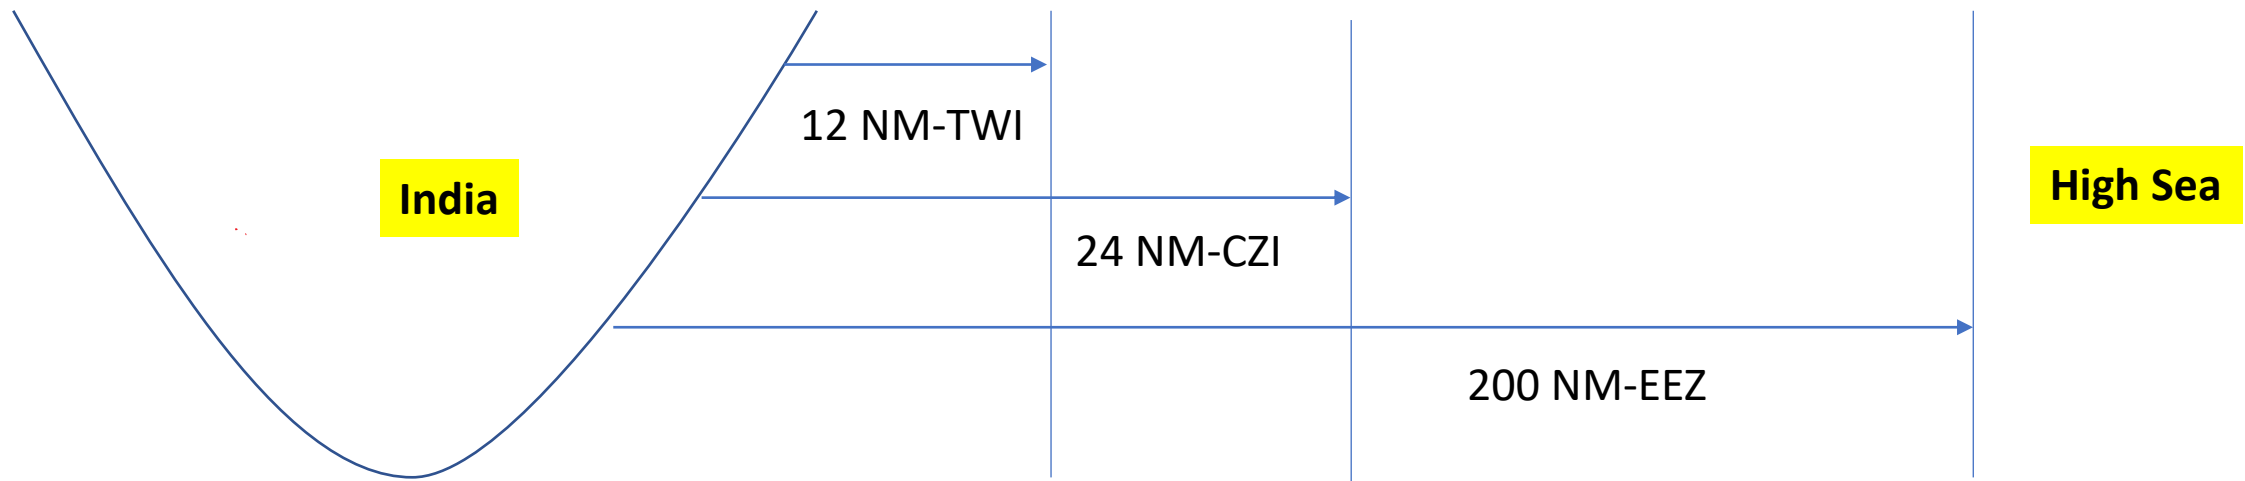 12 NM-TWI
India
High Sea
24 NM-CZI
200 NM-EEZ